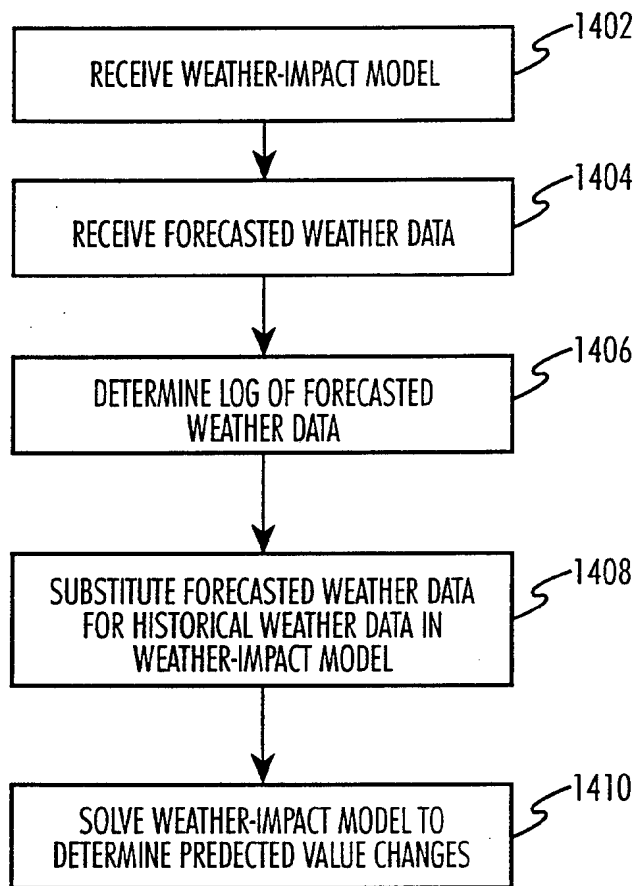 1402
RECEIVE WEATHER-IMPACT MODEL
1404
RECEIVE FORECASTED WEATHER DATA
1406
DETERMINE LOG OF FORECASTED
WEATHER DATA
1408
SUBSTITUTE FORECASTED WEATHER DATA
FOR HISTORICAL WEATHER DATA IN
WEATHER-IMPACT MODEL
1410
SOLVE WEATHER-IMPACT MODEL TO
DETERMINE PREDECTED VALUE CHANGES